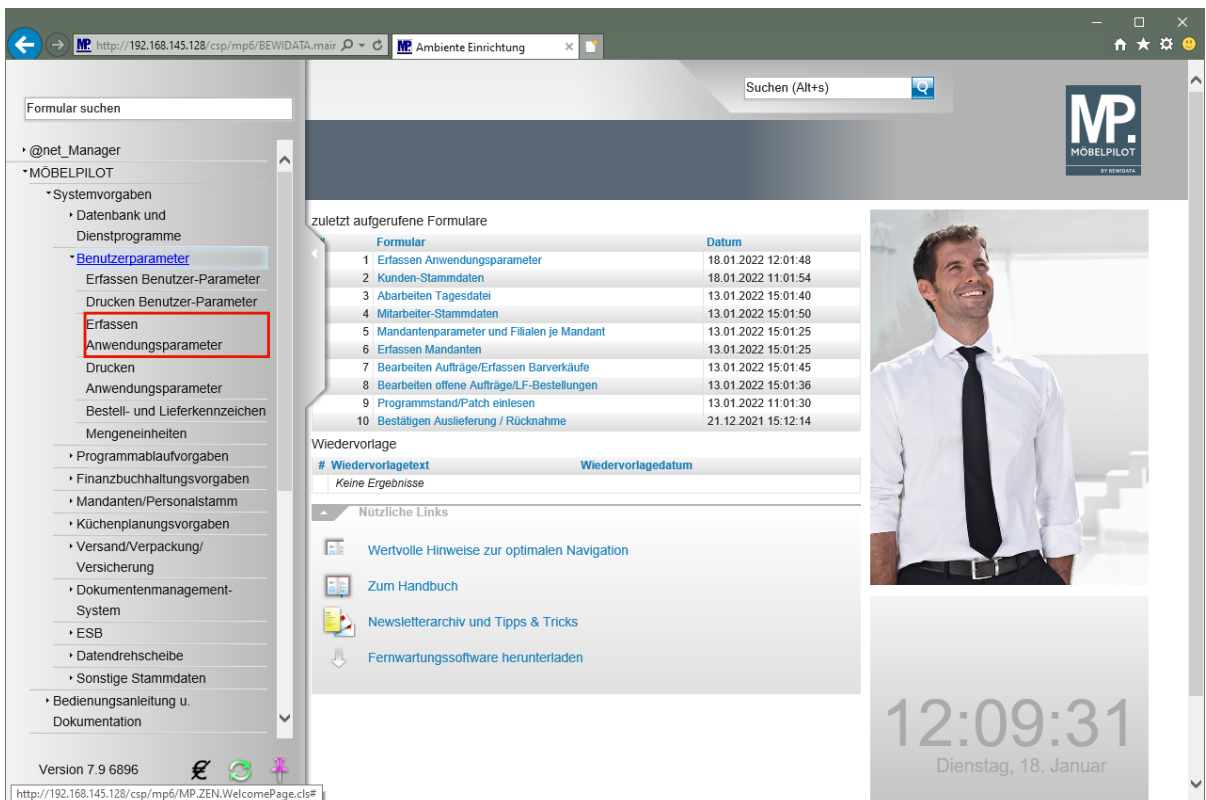 http://192.168.145.128/csp/mp6/BEWIDATA.mair
Ambiente Einrichtung
Formular suchen
@net_Manager
MÖBELPILOT
Systemvorgaben
Datenbank und
Dienstprogramme
Benutzerparameter
Erfassen Benutzer-Parameter
Drucken Benutzer-Parameter
Erfassen
Anwendungsparameter
Drucken
Anwendungsparameter
Bestell- und Lieferkennzeichen
Mengeneinheiten
Programmablaufvorgaben
Finanzbuchhaltungsvorgaben
Mandanten/Personalstamm
Küchenplanungsvorgaben
Versand/Verpackung/
Versicherung
Dokumentenmanagement-
System
ESB
Datendrehscheibe
Sonstige Stammdaten
Bedienungsanleitung u.
Dokumentation
Version 7.9 6896
http://192.168.145.128/csp/mp6/MP.ZEN.WelcomePage.cls#
Suchen (Alt+s)
MP.
MÖBELPILOT
BY BEWIDATA
zuletzt aufgerufene Formulare
Formular Datum
1 Erfassen Anwendungsparameter 18.01.2022 12:01:48
2 Kunden-Stammdaten 18.01.2022 11:01:54
3 Abarbeiten Tagesdatei 13.01.2022 15:01:40
4 Mitarbeiter-Stammdaten 13.01.2022 15:01:50
5 Mandantenparameter und Filialen je Mandant 13.01.2022 15:01:25
6 Erfassen Mandanten 13.01.2022 15:01:25
7 Bearbeiten Aufträge/Erfassen Barverkäufe 13.01.2022 15:01:45
8 Bearbeiten offene Aufträge/LF-Bestellungen 13.01.2022 15:01:36
9 Programmstand/Patch einlesen 13.01.2022 11:01:30
10 Bestätigen Auslieferung / Rücknahme 21.12.2021 15:12:14
Wiedervorlage
# Wiedervorlagetext Wiedervorlagedatum
Keine Ergebnisse
Nützliche Links
Wertvolle Hinweise zur optimalen Navigation
Zum Handbuch
Newsletterarchiv und Tipps & Tricks
Fernwartungssoftware herunterladen
12:09:31
Dienstag, 18. Januar